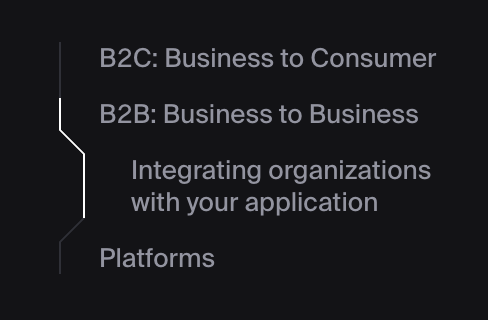 B2C: Business to Consumer
B2B: Business to Business
Integrating organizations
with your application
Platforms